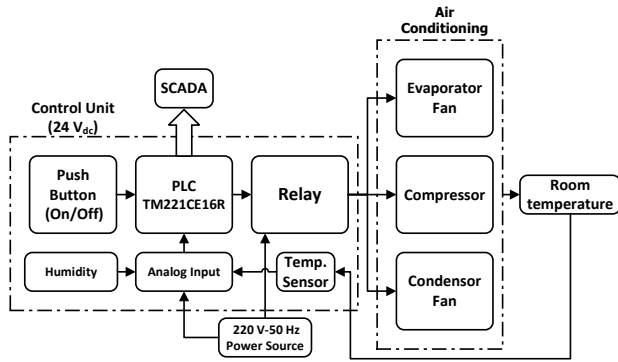 Air
Conditioning
SCADA
Control Unit
(24 Vdc)
Evaporator
Fan
Push
Button
(On/Off)
PLC
TM221CE16R
Relay
Compressor
Room
temperature
Humidity
Analog Input
Temp.
Sensor
Condensor
Fan
220 V-50 Hz
Power Source